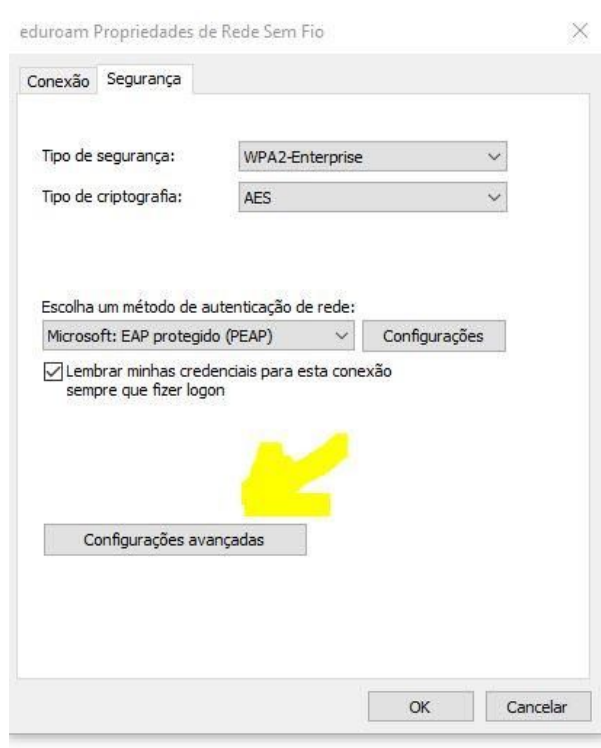 eduroam Propriedades de Rede Sem Fio
Conexão Segurança
Tipo de segurança: WPA2-Enterprise
Tipo de criptografia: AES
Escolha um método de autenticação de rede:
Microsoft: EAP protegido (PEAP) Configurações
Lembrar minhas credenciais para esta conexão
sempre que fizer logon
Configurações avançadas
OK Cancelar